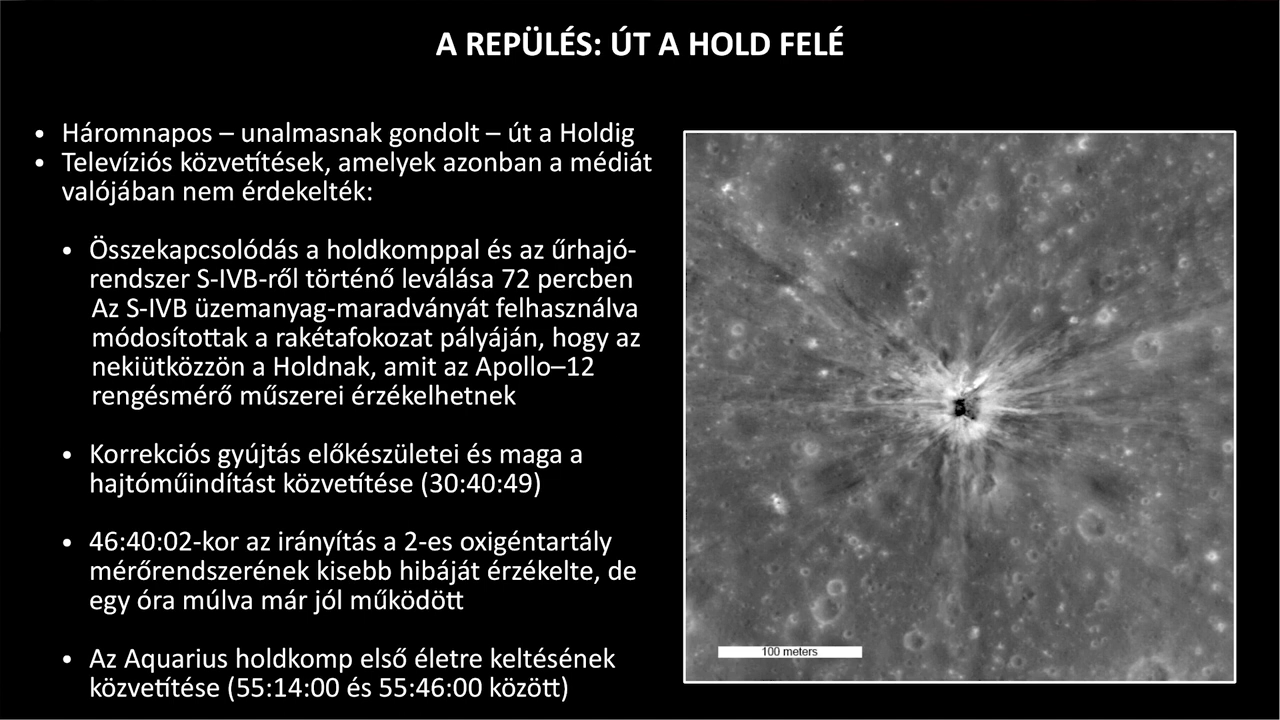 A REPÜLÉS: ÚT A HOLD FELÉ
• Háromnapos – unalmasnak gondolt – út a Holdig
• Televíziós közvetítések, amelyek azonban a médiát
valójában nem érdekelték:
• Összekapcsolódás a holdkomppal és az űrhajó-
rendszer S-IVB-ről történő leválása 72 percben
Az S-IVB üzemanyag-maradványát felhasználva
módosítottak a rakétafokozat pályáján, hogy az
nekiütközzön a Holdnak, amit az Apollo–12
rengésmérő műszerei érzékelhetnek
• Korrekciós gyújtás előkészületei és maga a
hajtóműindítást közvetítése (30:40:49)
• 46:40:02-kor az irányítás a 2-es oxigéntartály
mérőrendszerének kisebb hibáját érzékelte, de
egy óra múlva már jól működött
• Az Aquarius holdkomp első életre keltésének
közvetítése (55:14:00 és 55:46:00 között)
100 meters